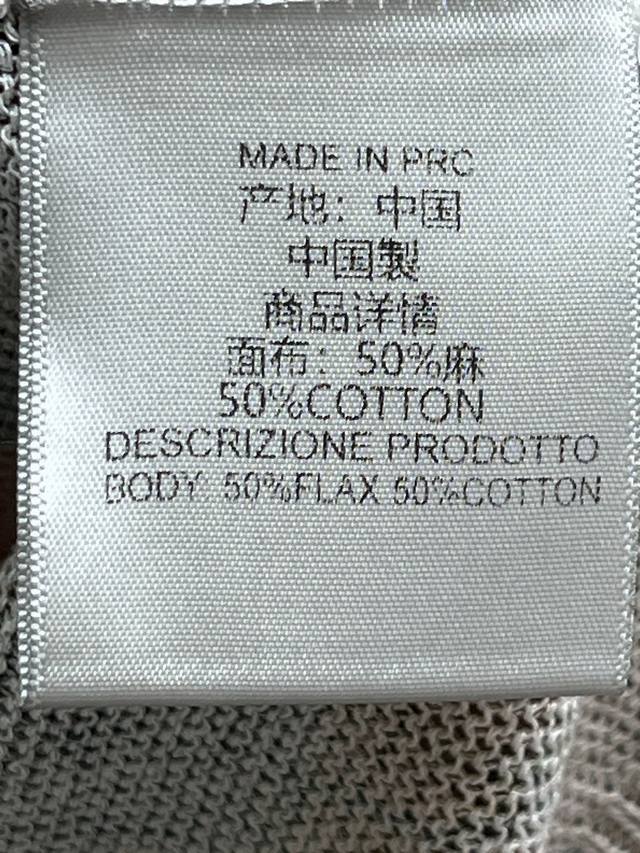 MADE IN PRC
产地：中国
中国製
商品详情
面布：50%麻
50%COTTON
DESCRIZIONE PRODOTTO
BODY: 50%FLAX 50%COTTON